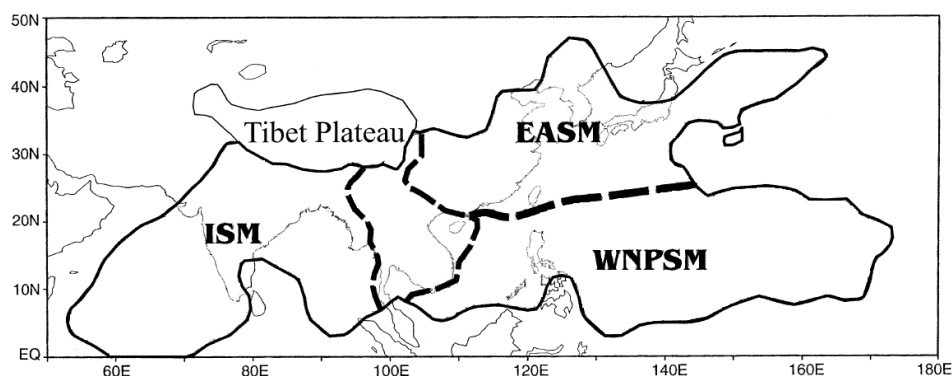 50N
40N
30N
20N
10N
EQ
Tibet Plateau
EASM
ISM
WNPSM
60E 80E 100E 120E 140E 160E 180E